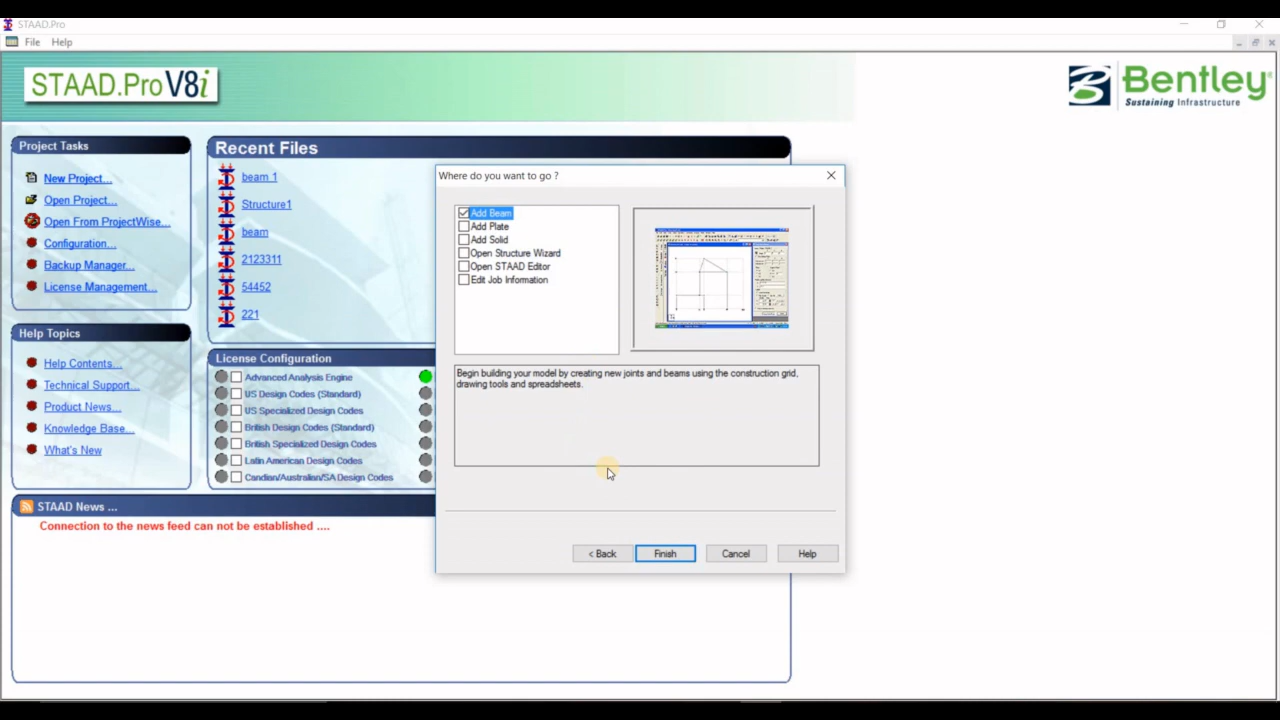 STAAD.Pro
File Help
STAAD.Pro V8i
Bentley
Sustaining Infrastructure
Project Tasks
New Project...
Open Project...
Open From ProjectWise...
Configuration...
Backup Manager...
License Management...
Recent Files
beam 1
Structure1
beam
2123311
54452
221
Where do you want to go ?
Add Beam
Add Plate
Add Solid
Open Structure Wizard
Open STAAD Editor
Edit Job Information
Begin building your model by creating new joints and beams using the construction grid,
drawing tools and spreadsheets.
< Back Finish Cancel Help
Help Topics
Help Contents...
Technical Support...
Product News...
Knowledge Base...
What's New
License Configuration
Advanced Analysis Engine
US Design Codes (Standard)
US Specialized Design Codes
British Design Codes (Standard)
British Specialized Design Codes
Latin American Design Codes
Candian/Australian/SA Design Codes
STAAD News ...
Connection to the news feed can not be established ....